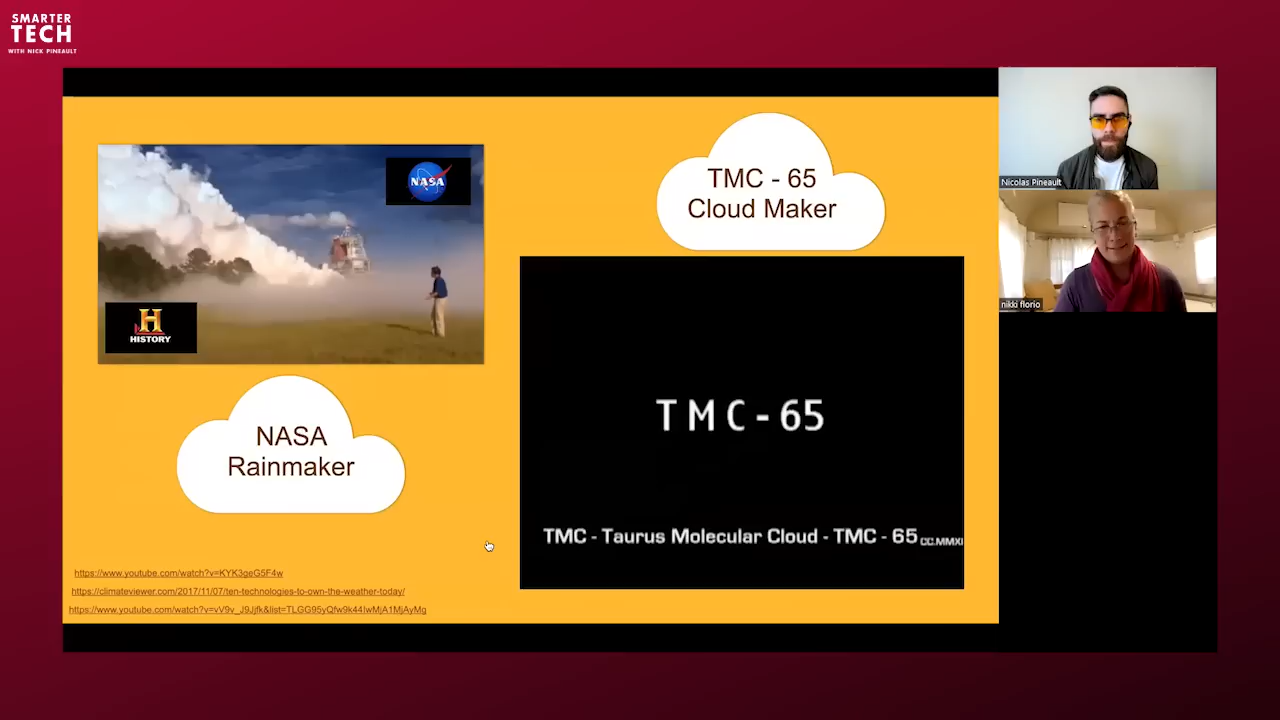 SMARTER
TECH
WITH NICK PINEAULT
NASA
H
HISTORY
NASA
Rainmaker
TMC - 65
Cloud Maker
TMC-65
TMC - Taurus Molecular Cloud - TMC - 65
https://www.youtube.com/watch?v=KYK3geG5F4w
https://climateviewer.com/2017/11/07/ten-technologies-to-own-the-weather-today/
Nicolas Pineault
nikki florio